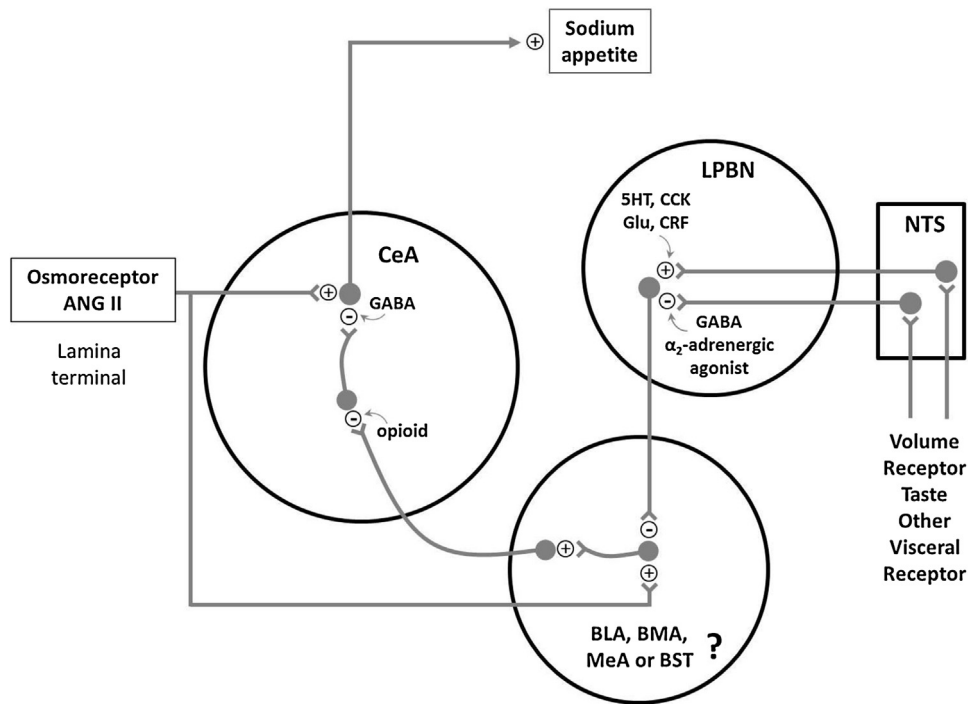 Sodium
appetite
LPBN
5HT, CCK
Glu, CRF
+
-
GABA
α₂-adrenergic
agonist
NTS
CeA
Osmoreceptor
ANG II
Lamina
terminal
+
+
-
GABA
-
opioid
Volume
Receptor
Taste
Other
Visceral
Receptor
-
+
+
BLA, BMA,
MeA or BST ?